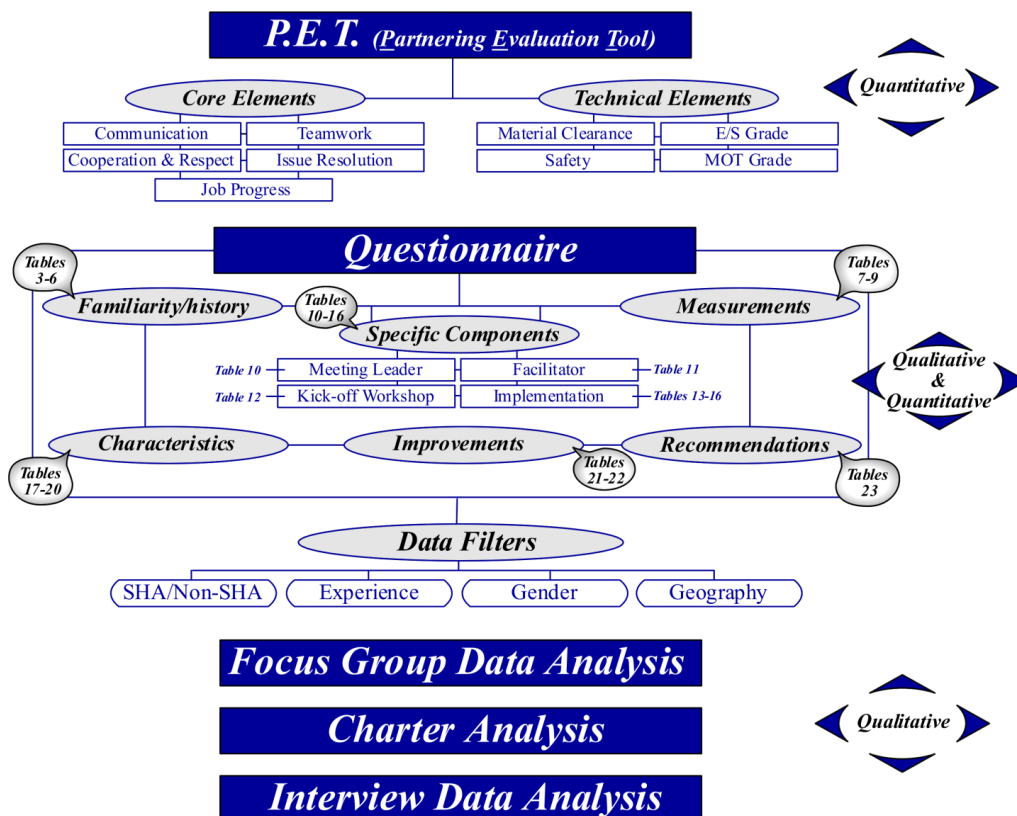 P.E.T. (Partnering Evaluation Tool)
Quantitative
Core Elements
Technical Elements
Communication
Teamwork
Material Clearance
E/S Grade
Cooperation & Respect
Issue Resolution
Safety
MOT Grade
Job Progress
Questionnaire
Tables
3-6
Tables
7-9
Familiarity/history
Tables
10-16
Measurements
Specific Components
Table 10
Meeting Leader
Facilitator
Table 11
Table 12
Kick-off Workshop
Implementation
Tables 13-16
Qualitative
&
Quantitative
Characteristics
Improvements
Recommendations
Tables
17-20
Tables
21-22
Tables
23
Data Filters
SHA/Non-SHA
Experience
Gender
Geography
Focus Group Data Analysis
Charter Analysis
Qualitative
Interview Data Analysis